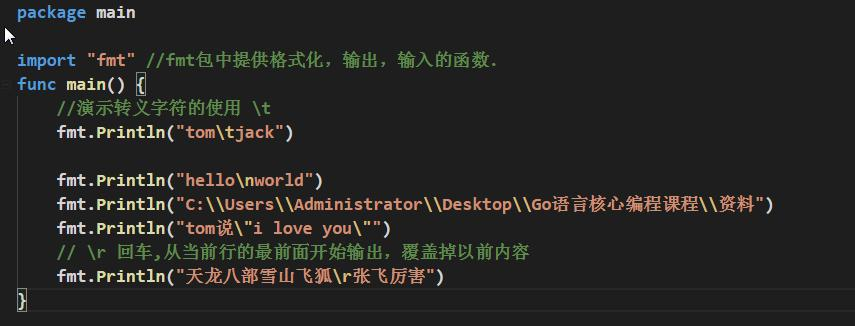 package main
import "fmt" //fmt包中提供格式化，输出，输入的函数.
func main() {
//演示转义字符的使用 \t
fmt.Println("tom\tjack")
fmt.Println("hello\nworld")
fmt.Println("C:\\Users\\Administrator\\Desktop\\Go语言核心编程课程\\资料")
fmt.Println("tom说\"i love you\"")
// \r 回车,从当前行的最前面开始输出，覆盖掉以前内容
fmt.Println("天龙八部雪山飞狐\r张飞厉害")
}